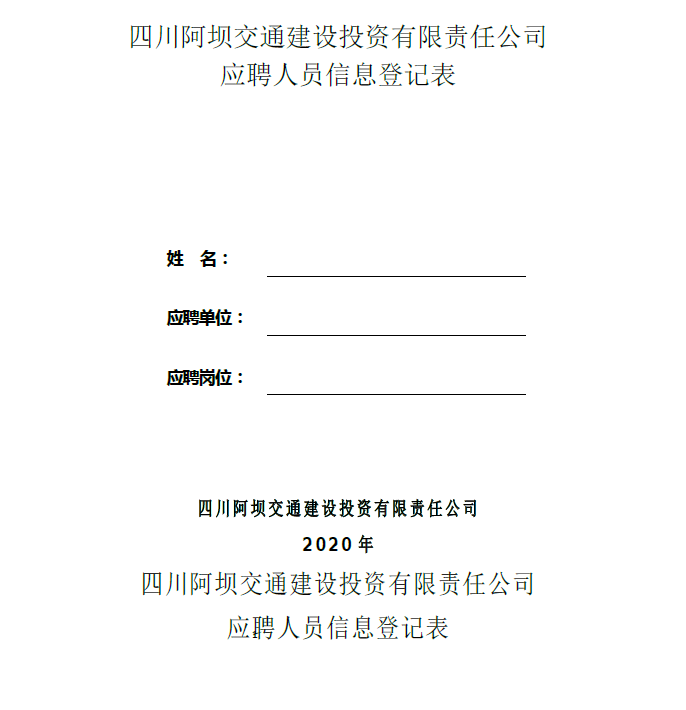 四川阿坝交通建设投资有限责任公司
应聘人员信息登记表
姓 名：
应聘单位：
应聘岗位：
四川阿坝交通建设投资有限责任公司
2020 年
四川阿坝交通建设投资有限责任公司
应聘人员信息登记表